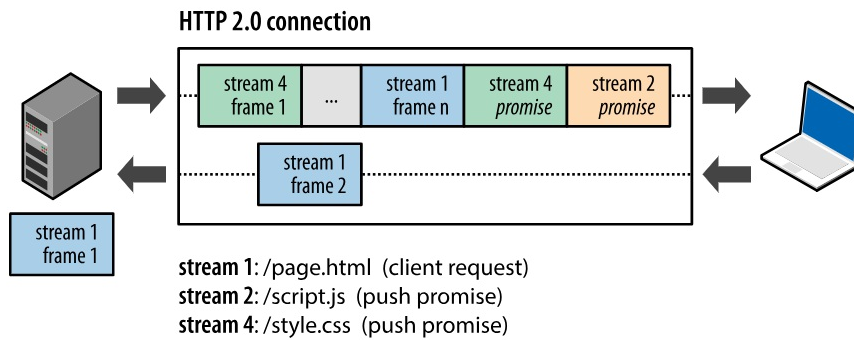 HTTP 2.0 connection
stream 4
frame 1
...
stream 1
frame n
stream 4
promise
stream 2
promise
stream 1
frame 2
stream 1
frame 1
stream 1: /page.html (client request)
stream 2: /script.js (push promise)
stream 4: /style.css (push promise)